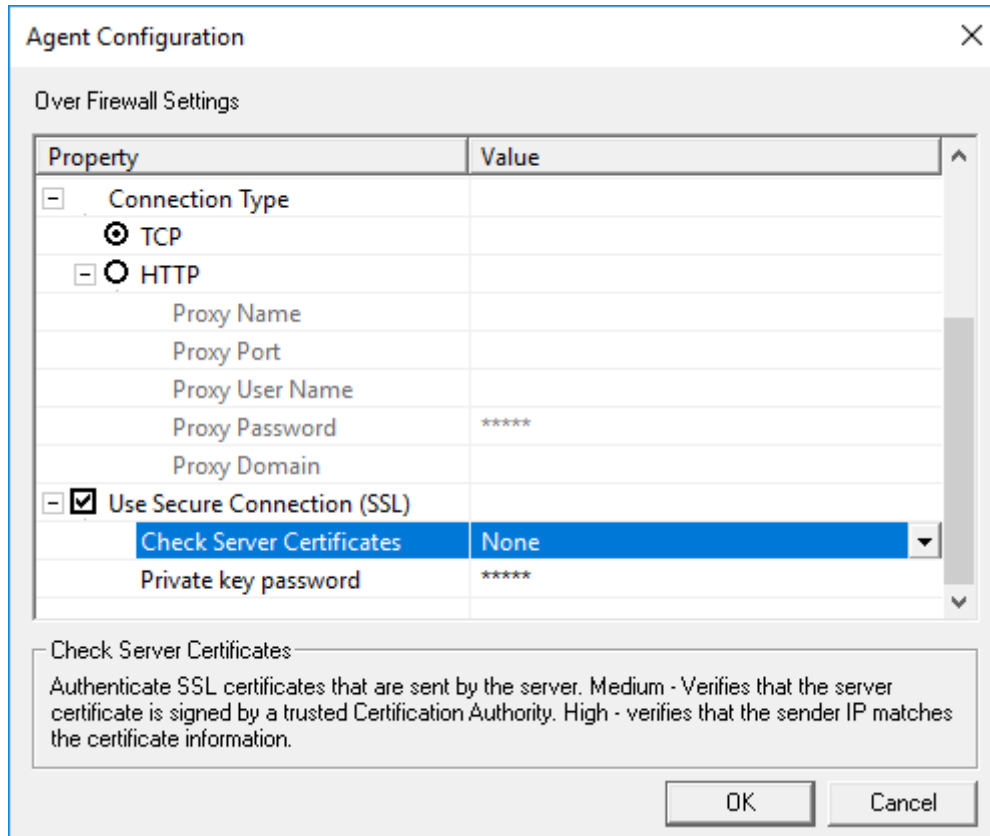 Agent Configuration
Over Firewall Settings
Property Value
Connection Type
TCP
HTTP
Proxy Name
Proxy Port
Proxy User Name
Proxy Password *****
Proxy Domain
Use Secure Connection (SSL)
Check Server Certificates None
Private key password *****
Check Server Certificates
Authenticate SSL certificates that are sent by the server. Medium - Verifies that the server
certificate is signed by a trusted Certification Authority. High - verifies that the sender IP matches
the certificate information.
OK Cancel